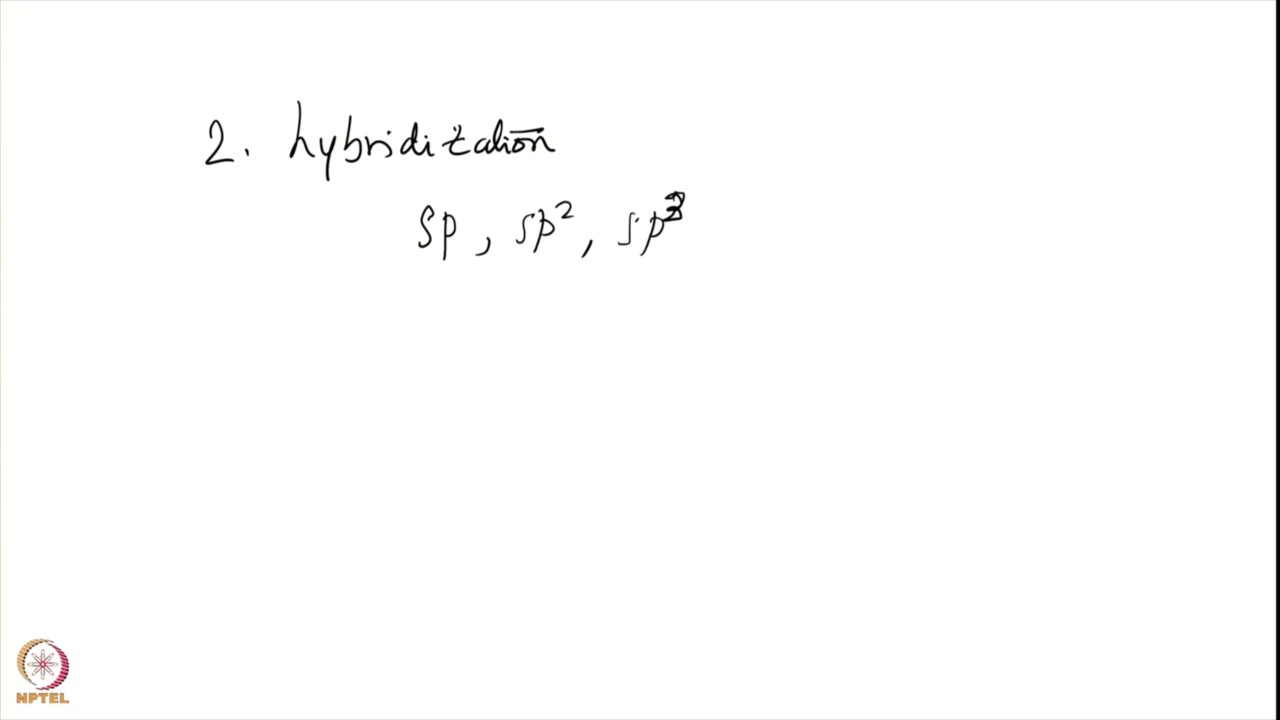 2. hybridization
sp, sp², sp³
NPTEL